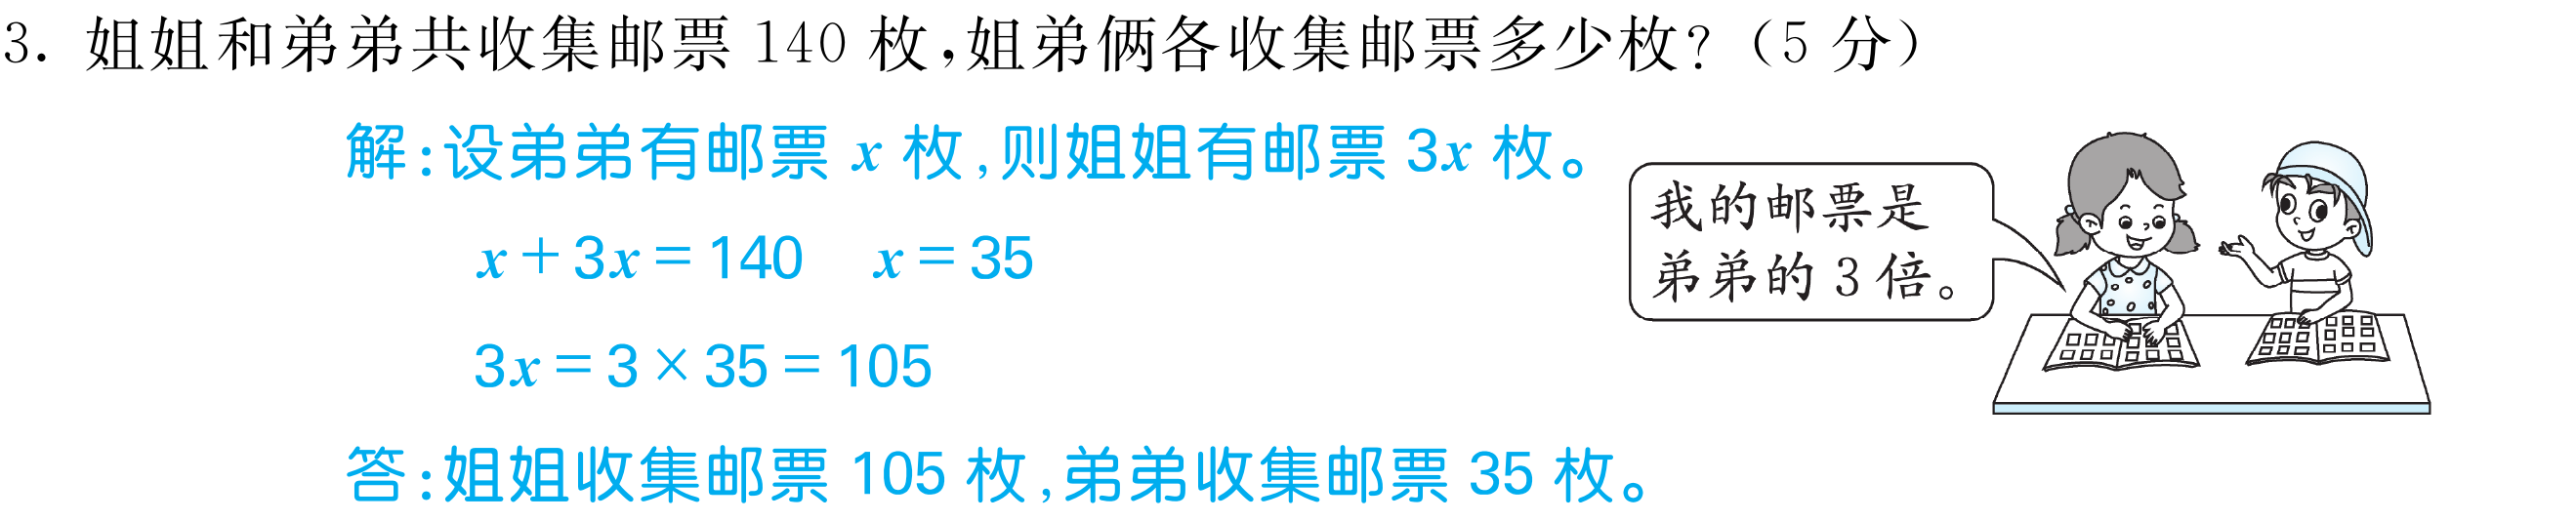 3. 姐姐和弟弟共收集邮票 140 枚,姐弟俩各收集邮票多少枚?(5 分)
解:设弟弟有邮票 x 枚,则姐姐有邮票 3x 枚。
x+3x=140 x=35
3x=3×35=105
答:姐姐收集邮票 105 枚,弟弟收集邮票 35 枚。
我的邮票是
弟弟的 3 倍。